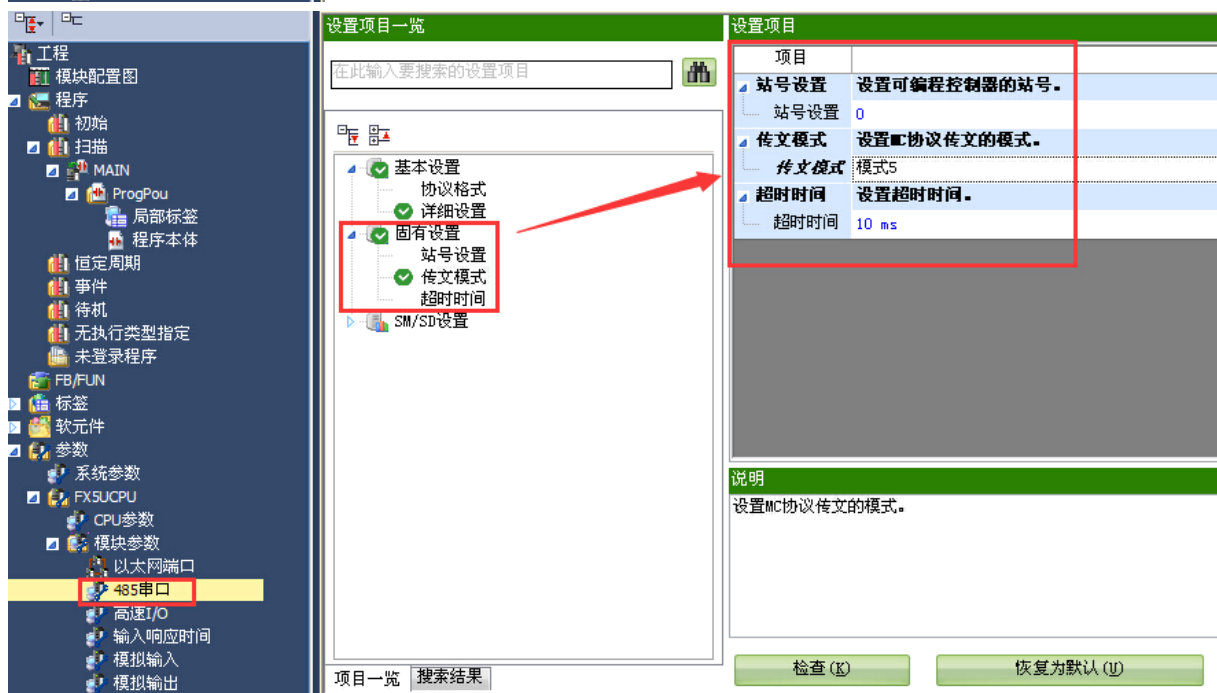 工程
模块配置图
程序
初始
扫描
MAIN
ProgPou
局部标签
程序本体
恒定周期
事件
待机
无执行类型指定
未登录程序
FB/FUN
标签
软元件
参数
系统参数
FX5UCPU
CPU参数
模块参数
以太网端口
485串口
高速I/O
输入响应时间
模拟输入
模拟输出
设置项目一览
在此输入要搜索的设置项目
基本设置
协议格式
详细设置
固有设置
站号设置
传文模式
超时时间
SM/SD设置
项目一览 搜索结果
设置项目
项目
站号设置 设置可编程控制器的站号。
站号设置 0
传文模式 设置MC协议传文的模式。
传文模式 模式5
超时时间 设置超时时间。
超时时间 10 ms
说明
设置MC协议传文的模式。
检查(K) 恢复为默认(U)